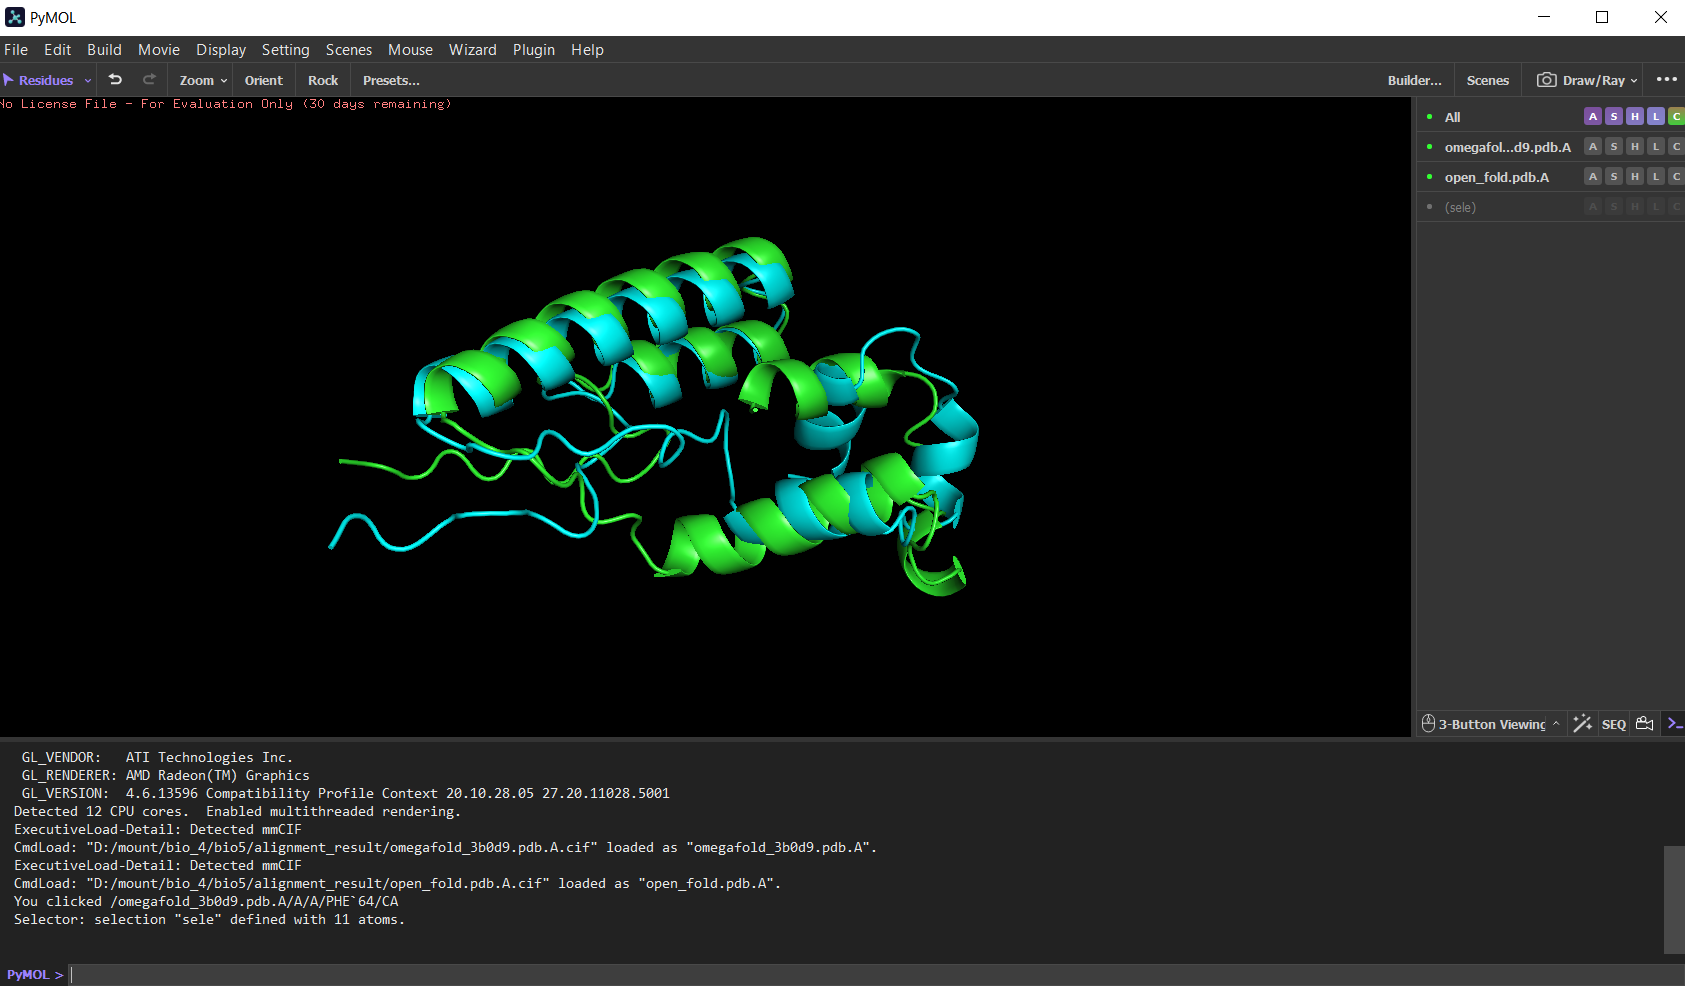 PyMOL
File Edit Build Movie Display Setting Scenes Mouse Wizard Plugin Help
Residues Zoom Orient Rock Presets... Builder... Scenes Draw/Ray
No License File - For Evaluation Only (30 days remaining)
All A S H L C
omegafol...d9.pdb.A A S H L C
open_fold.pdb.A A S H L C
(sele) A S H L C
3-Button Viewing SEQ
GL_VENDOR: ATI Technologies Inc.
GL_RENDERER: AMD Radeon(TM) Graphics
GL_VERSION: 4.6.13596 Compatibility Profile Context 20.10.28.05 27.20.11028.5001
Detected 12 CPU cores. Enabled multithreaded rendering.
ExecutiveLoad-Detail: Detected mmCIF
CmdLoad: "D:/mount/bio_4/bio5/alignment_result/omegafold_3b0d9.pdb.A.cif" loaded as "omegafold_3b0d9.pdb.A".
ExecutiveLoad-Detail: Detected mmCIF
CmdLoad: "D:/mount/bio_4/bio5/alignment_result/open_fold.pdb.A.cif" loaded as "open_fold.pdb.A".
You clicked /omegafold_3b0d9.pdb.A/A/A/PHE`64/CA
Selector: selection "sele" defined with 11 atoms.
PyMOL >